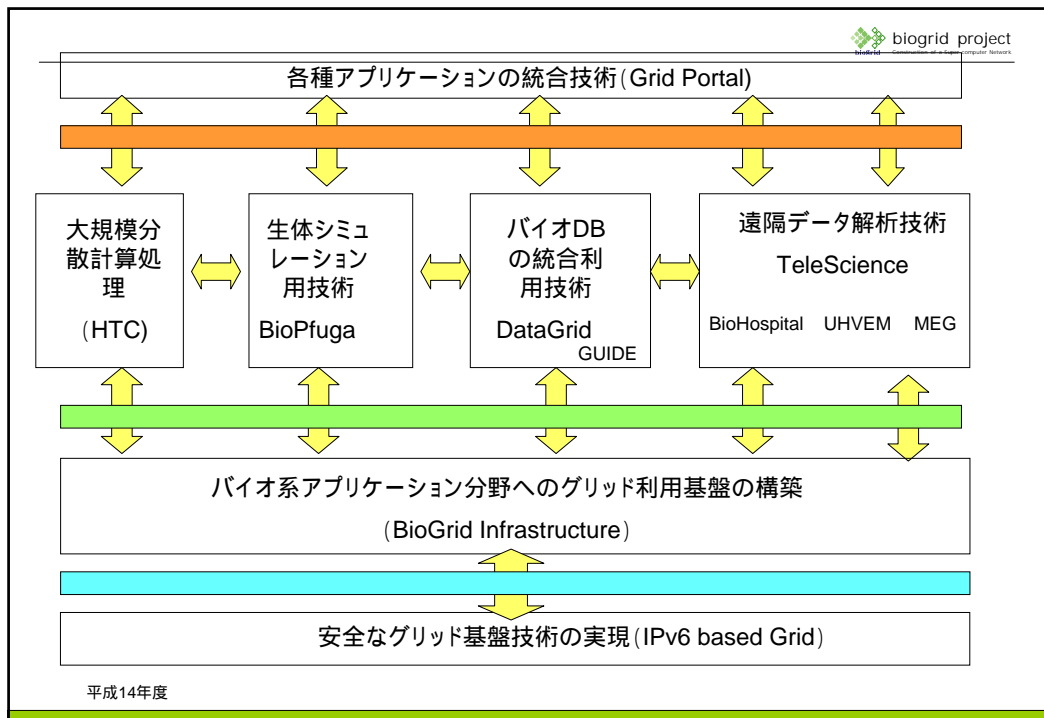 biogrid project
bioGrid
Construction of a Super computer Network
各種アプリケーションの統合技術(Grid Portal)
大規模分
散計算処
理
(HTC)
生体シミュ
レーション
用技術
BioPfuga
バイオDB
の統合利
用技術
DataGrid
GUIDE
遠隔データ解析技術
TeleScience
BioHospital UHVEM MEG
バイオ系アプリケーション分野へのグリッド利用基盤の構築
(BioGrid Infrastructure)
安全なグリッド基盤技術の実現(IPv6 based Grid)
平成14年度